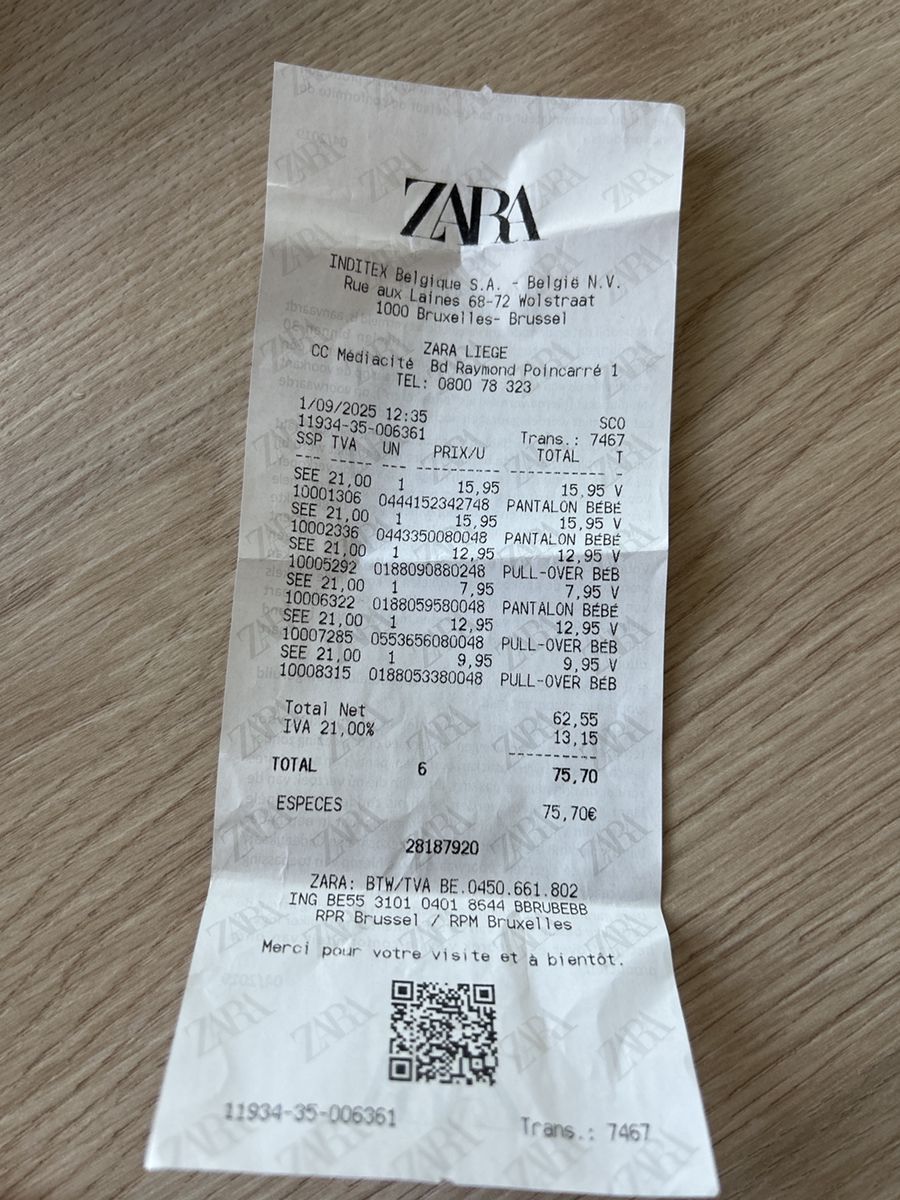 ZARA
INDITEX Belgique S.A. - België N.V.
Rue aux Laines 68-72 Wolstraat
1000 Bruxelles- Brussel
ZARA LIEGE
CC Médiacité Bd Raymond Poincarré 1
TEL: 0800 78 323
1/09/2025 12:35 SCO
11934-35-006361 Trans.: 7467
SSP TVA UN PRIX/U TOTAL T
SEE 21,00 1 15,95 15,95 V
10001306 0444152342748 PANTALON BÉBÉ
SEE 21,00 1 15,95 15,95 V
10002336 0443350080048 PANTALON BÉBÉ
SEE 21,00 1 12,95 12,95 V
10005292 0188090880248 PULL-OVER BÉB
SEE 21,00 1 7,95 7,95 V
10006322 0188059580048 PANTALON BÉBÉ
SEE 21,00 1 12,95 12,95 V
10007285 0553656080048 PULL-OVER BÉB
SEE 21,00 1 9,95 9,95 V
10008315 0188053380048 PULL-OVER BÉB
Total Net 62,55
IVA 21,00% 13,15
TOTAL 6 75,70
ESPECES 75,70€
28187920
ZARA: BTW/TVA BE.0450.661.802
ING BE55 3101 0401 8644 BBRUBEBB
RPR Brussel / RPM Bruxelles
Merci pour votre visite et à bientôt.
11934-35-006361 Trans.: 7467